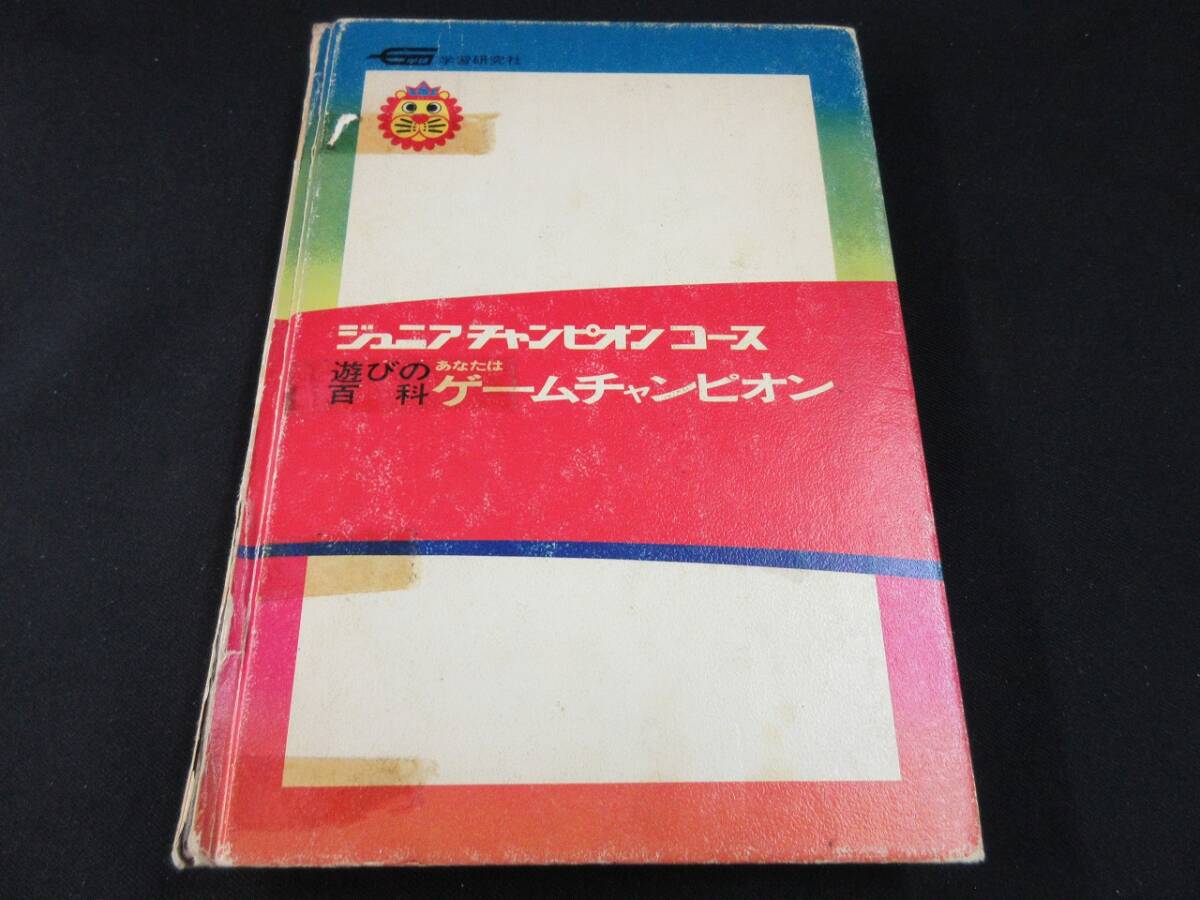 学習研究社
ジュニアチャンピオン コース
遊びの百科
あなたは
ゲームチャンピオン